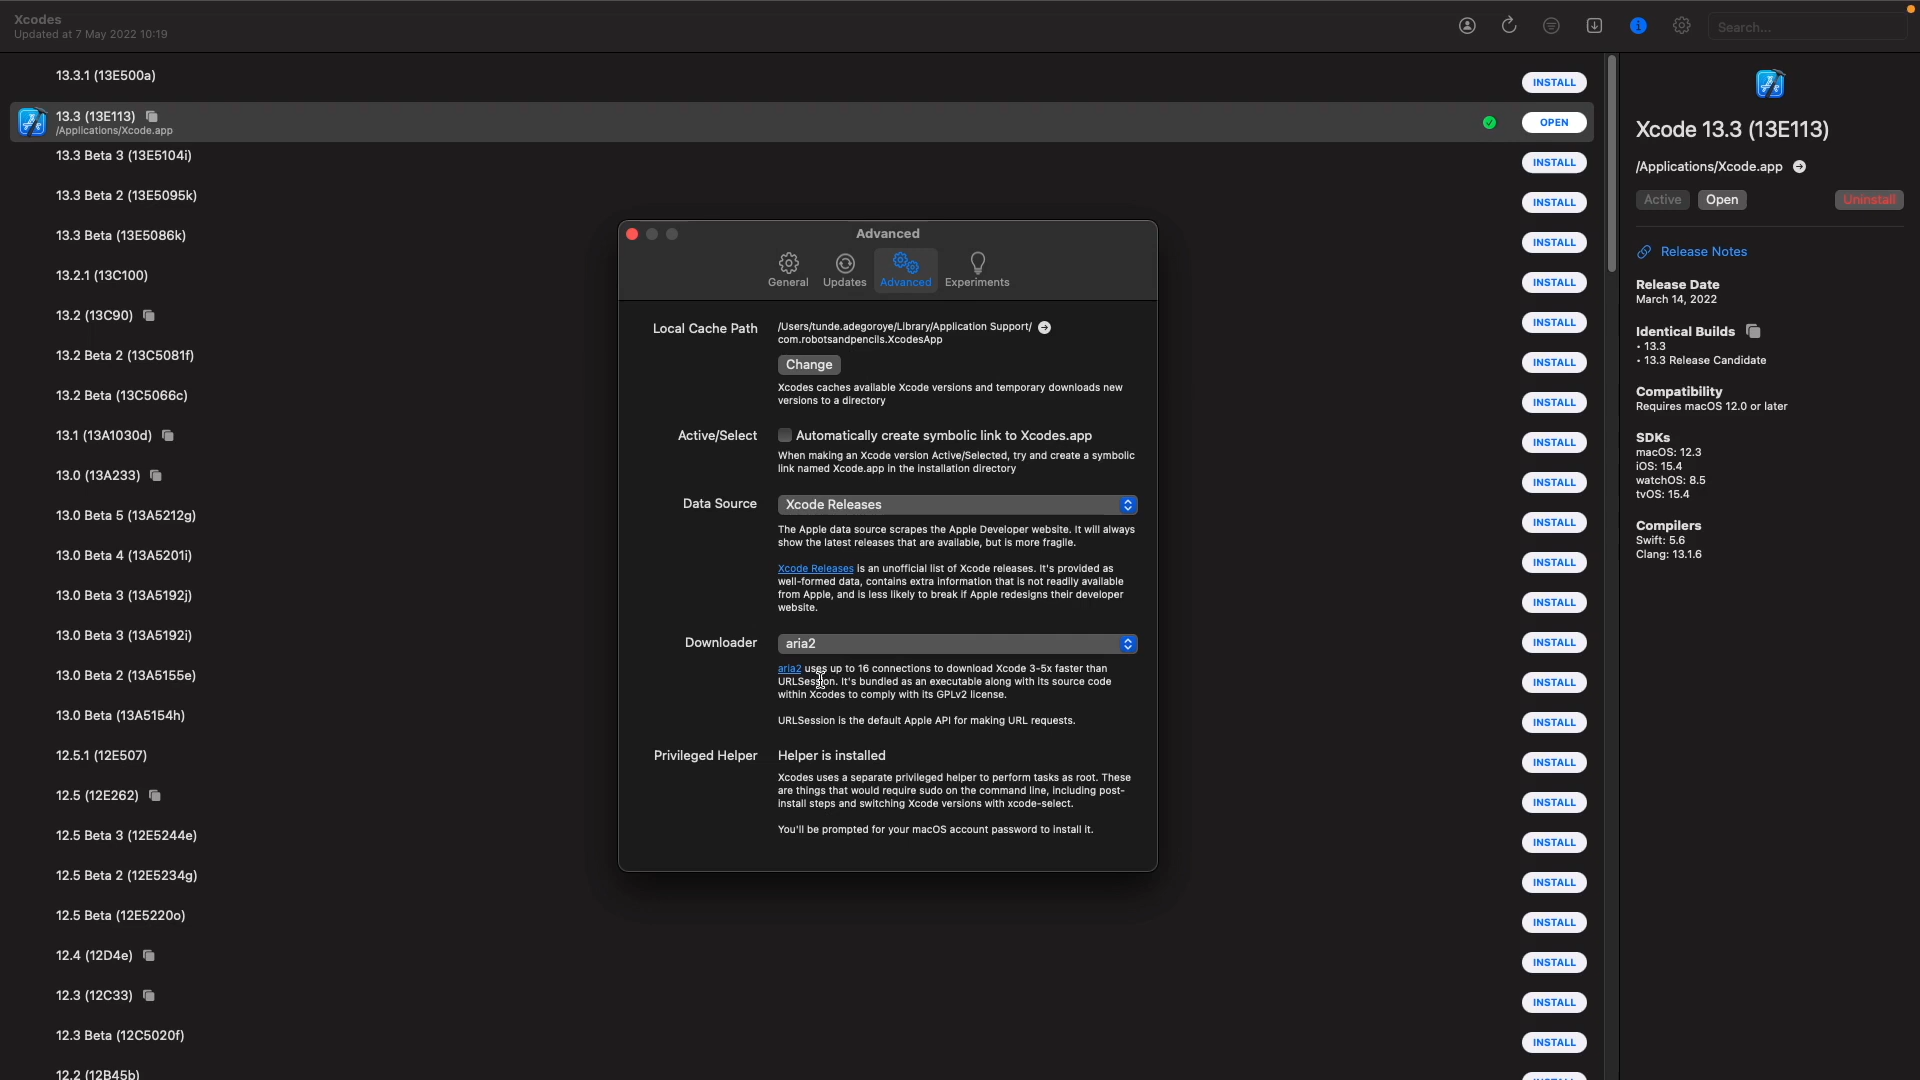 Xcodes
Updated at 7 May 2022 10:19
Search...
13.3.1 (13E500a)
INSTALL
13.3 (13E113)
/Applications/Xcode.app
OPEN
13.3 Beta 3 (13E5104i)
INSTALL
13.3 Beta 2 (13E5095k)
INSTALL
13.3 Beta (13E5086k)
INSTALL
13.2.1 (13C100)
INSTALL
13.2 (13C90)
INSTALL
13.2 Beta 2 (13C5081f)
INSTALL
13.2 Beta (13C5066c)
INSTALL
13.1 (13A1030d)
INSTALL
13.0 (13A233)
INSTALL
13.0 Beta 5 (13A5212g)
INSTALL
13.0 Beta 4 (13A5201i)
INSTALL
13.0 Beta 3 (13A5192j)
INSTALL
13.0 Beta 3 (13A5192i)
INSTALL
13.0 Beta 2 (13A5155e)
INSTALL
13.0 Beta (13A5154h)
INSTALL
12.5.1 (12E507)
INSTALL
12.5 (12E262)
INSTALL
12.5 Beta 3 (12E5244e)
INSTALL
12.5 Beta 2 (12E5234g)
INSTALL
12.5 Beta (12E5220o)
INSTALL
12.4 (12D4e)
INSTALL
12.3 (12C33)
INSTALL
12.3 Beta (12C5020f)
INSTALL
12.2 (12B45b)
Advanced
General Updates Advanced Experiments
Local Cache Path
/Users/tunde.adegoroye/Library/Application Support/
com.robotsandpencils.XcodesApp
Change
Xcodes caches available Xcode versions and temporary downloads new
versions to a directory
Active/Select
Automatically create symbolic link to Xcodes.app
When making an Xcode version Active/Selected, try and create a symbolic
link named Xcode.app in the installation directory
Data Source
Xcode Releases
The Apple data source scrapes the Apple Developer website. It will always
show the latest releases that are available, but is more fragile.
Xcode Releases is an unofficial list of Xcode releases. It's provided as
well-formed data, contains extra information that is not readily available
from Apple, and is less likely to break if Apple redesigns their developer
website.
Downloader
aria2
aria2 uses up to 16 connections to download Xcode 3-5x faster than
URLSession. It's bundled as an executable along with its source code
within Xcodes to comply with its GPLv2 license.
URLSession is the default Apple API for making URL requests.
Privileged Helper
Helper is installed
Xcodes uses a separate privileged helper to perform tasks as root. These
are things that would require sudo on the command line, including post-
install steps and switching Xcode versions with xcode-select.
You'll be prompted for your macOS account password to install it.
Xcode 13.3 (13E113)
/Applications/Xcode.app
Active
Open
Uninstall
Release Notes
Release Date
March 14, 2022
Identical Builds
• 13.3
• 13.3 Release Candidate
Compatibility
Requires macOS 12.0 or later
SDKs
macOS: 12.3
iOS: 15.4
watchOS: 8.5
tvOS: 15.4
Compilers
Swift: 5.6
Clang: 13.1.6